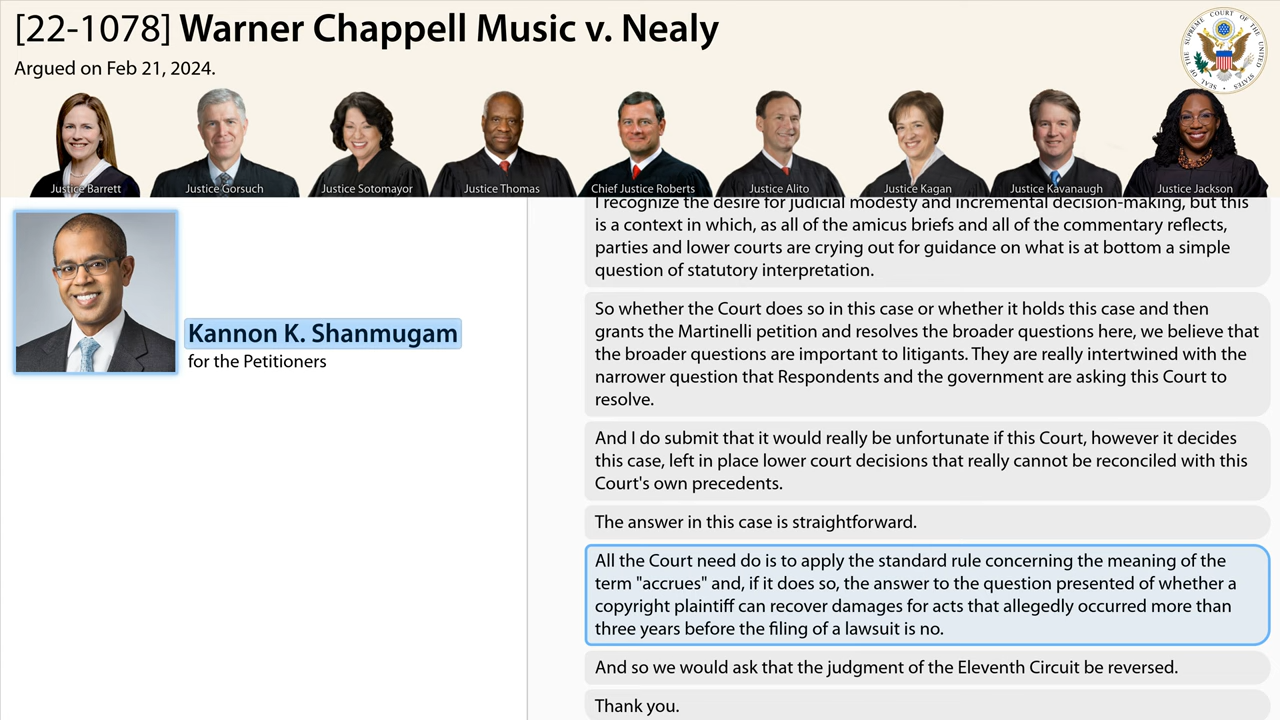 [22-1078] Warner Chappell Music v. Nealy
Argued on Feb 21, 2024.
SEAL OF THE SUPREME COURT OF THE UNITED STATES
Justice Barrett
Justice Gorsuch
Justice Sotomayor
Justice Thomas
Chief Justice Roberts
Justice Alito
Justice Kagan
Justice Kavanaugh
Justice Jackson
Kannon K. Shanmugam
for the Petitioners
I recognize the desire for judicial modesty and incremental decision-making, but this
is a context in which, as all of the amicus briefs and all of the commentary reflects,
parties and lower courts are crying out for guidance on what is at bottom a simple
question of statutory interpretation.
So whether the Court does so in this case or whether it holds this case and then
grants the Martinelli petition and resolves the broader questions here, we believe that
the broader questions are important to litigants. They are really intertwined with the
narrower question that Respondents and the government are asking this Court to
resolve.
And I do submit that it would really be unfortunate if this Court, however it decides
this case, left in place lower court decisions that really cannot be reconciled with this
Court's own precedents.
The answer in this case is straightforward.
All the Court need do is to apply the standard rule concerning the meaning of the
term "accrues" and, if it does so, the answer to the question presented of whether a
copyright plaintiff can recover damages for acts that allegedly occurred more than
three years before the filing of a lawsuit is no.
And so we would ask that the judgment of the Eleventh Circuit be reversed.
Thank you.